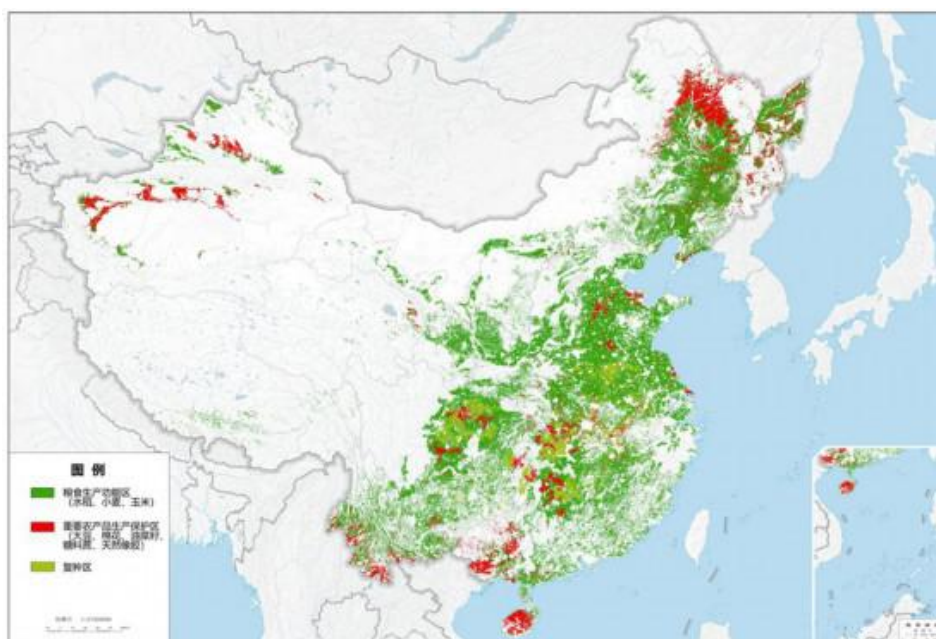 图 例
粮食生产功能区
(水稻、小麦、玉米)
重要农产品生产保护区
(大豆、棉花、油菜籽、
糖料蔗、天然橡胶)
复种区